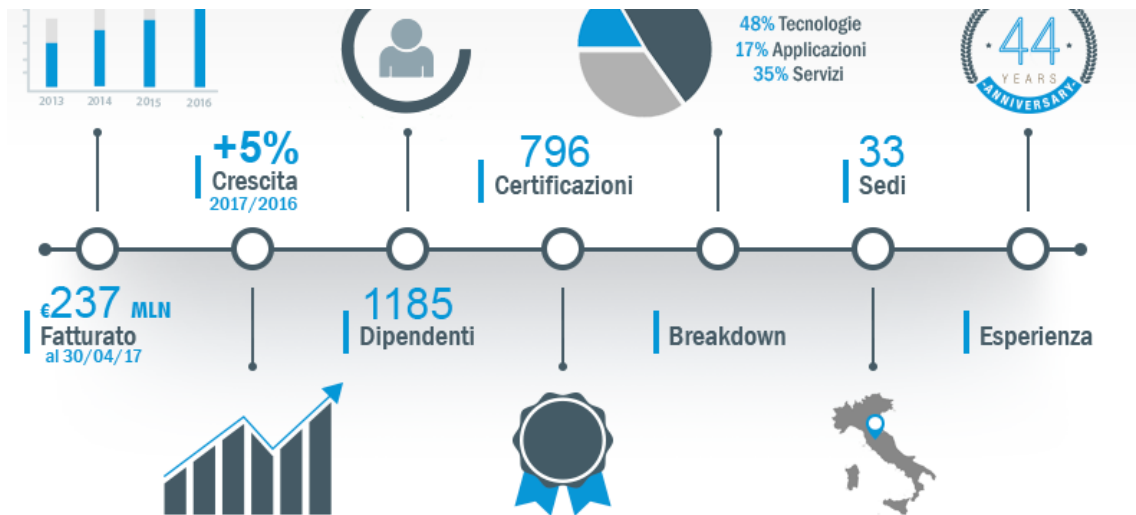 2013 2014 2015 2016
48% Tecnologie
17% Applicazioni
35% Servizi
44
YEARS
ANNIVERSARY
+5%
Crescita
2017/2016
796
Certificazioni
33
Sedi
€237 MLN
Fatturato
al 30/04/17
1185
Dipendenti
Breakdown
Esperienza